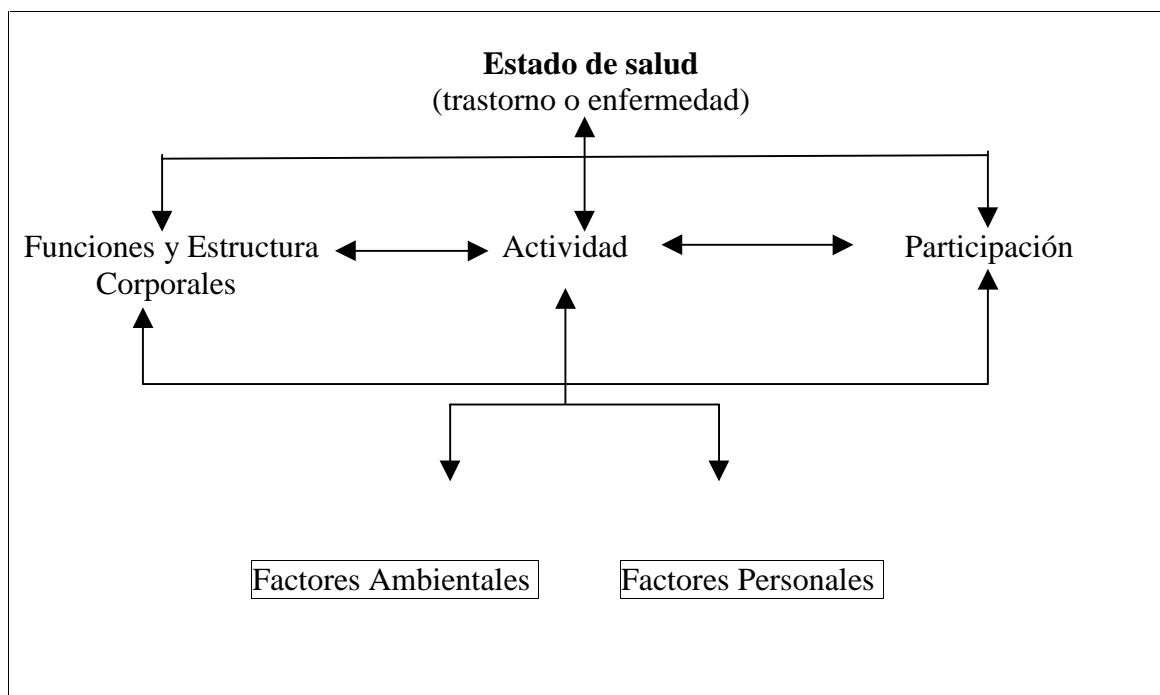 Estado de salud
(trastorno o enfermedad)
Funciones y Estructura
Corporales
Actividad
Participación
Factores Ambientales
Factores Personales